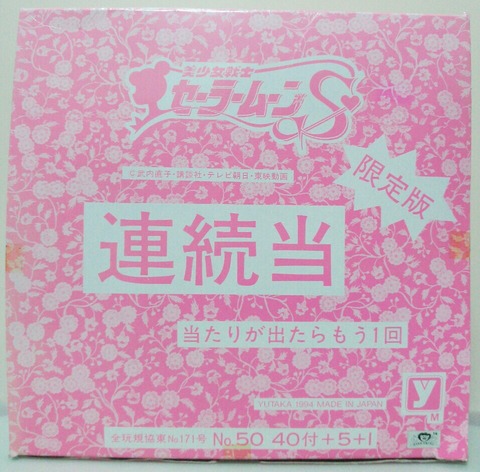 美少女戦士
セーラームーンS
©武内直子・講談社・テレビ朝日・東映動画
限定版
連続当
当たりが出たらもう1回
YUTAKA 1994 MADE IN JAPAN
y
M
全玩規協東No.171号 No.50 40付+5+1